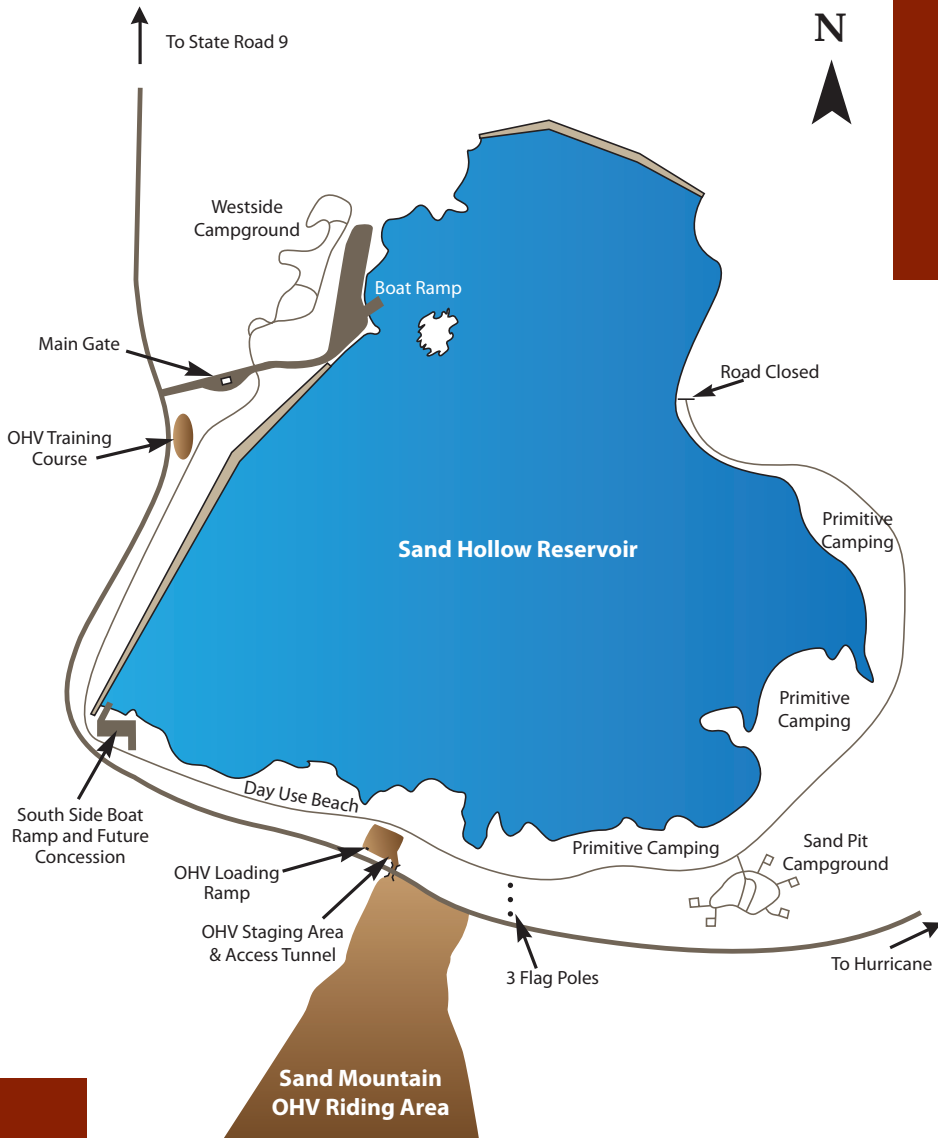 To State Road 9
N
Westside
Campground
Boat Ramp
Main Gate
Road Closed
OHV Training
Course
Primitive
Camping
Sand Hollow Reservoir
Primitive
Camping
Day Use Beach
South Side Boat
Ramp and Future
Concession
Primitive Camping
Sand Pit
Campground
OHV Loading
Ramp
OHV Staging Area
& Access Tunnel
3 Flag Poles
To Hurricane
Sand Mountain
OHV Riding Area